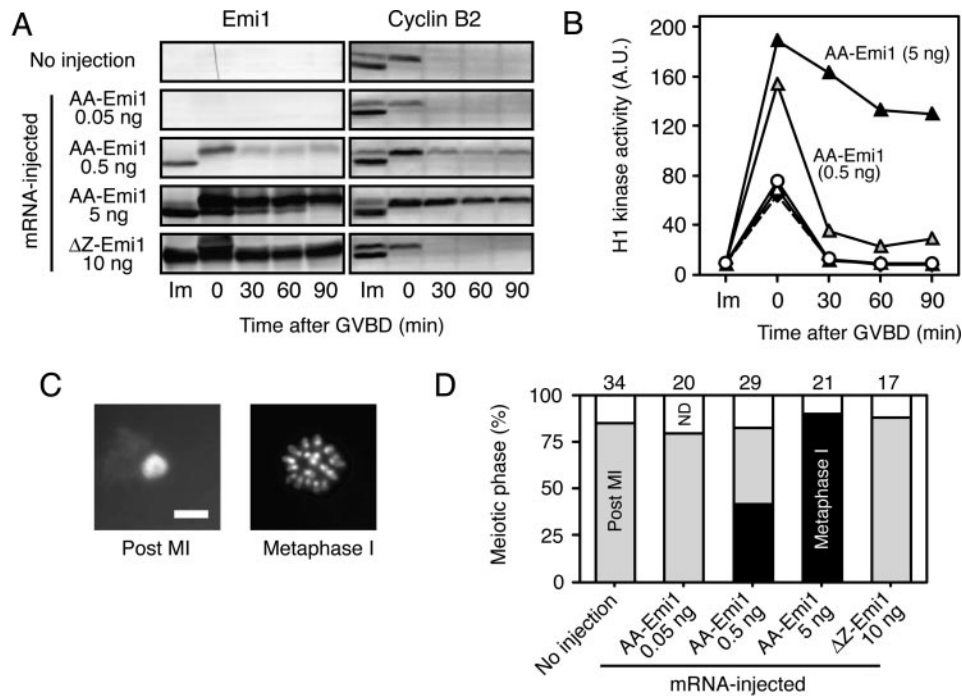 A
Emi1
Cyclin B2
No injection
mRNA-injected
AA-Emi1
0.05 ng
AA-Emi1
0.5 ng
AA-Emi1
5 ng
ΔZ-Emi1
10 ng
Im 0 30 60 90 Im 0 30 60 90
Time after GVBD (min)
B
H1 kinase activity (A.U.)
200
160
120
80
40
0
AA-Emi1 (5 ng)
AA-Emi1
(0.5 ng)
Im 0 30 60 90
Time after GVBD (min)
C
Post MI
Metaphase I
D
Meiotic phase (%)
34 20 29 21 17
100
75
50
25
0
Post MI
ND
Metaphase I
No injection
AA-Emi1
0.05 ng
AA-Emi1
0.5 ng
AA-Emi1
5 ng
ΔZ-Emi1
10 ng
mRNA-injected